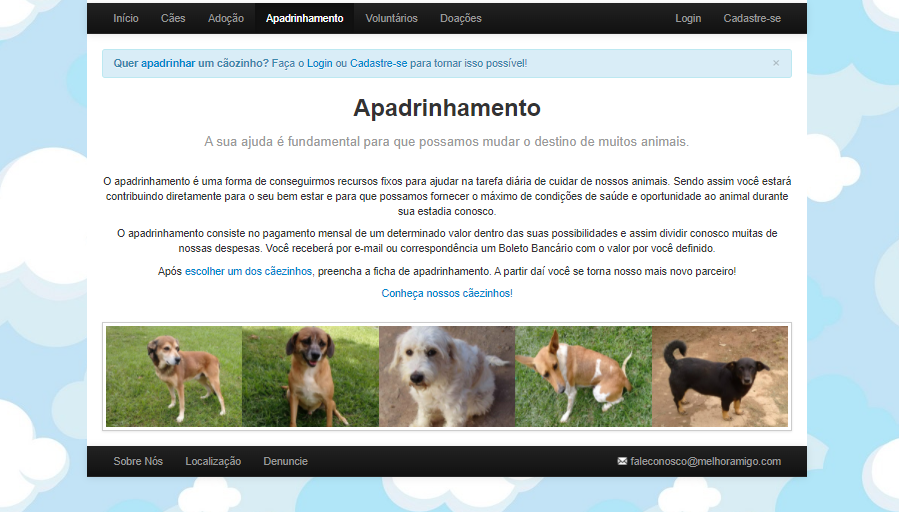 Início Cães Adoção Apadrinhamento Voluntários Doações Login Cadastre-se
Quer apadrinhar um cãozinho? Faça o Login ou Cadastre-se para tornar isso possível! ×
Apadrinhamento
A sua ajuda é fundamental para que possamos mudar o destino de muitos animais.
O apadrinhamento é uma forma de conseguirmos recursos fixos para ajudar na tarefa diária de cuidar de nossos animais. Sendo assim você estará
contribuindo diretamente para o seu bem estar e para que possamos fornecer o máximo de condições de saúde e oportunidade ao animal durante
sua estadia conosco.
O apadrinhamento consiste no pagamento mensal de um determinado valor dentro das suas possibilidades e assim dividir conosco muitas de
nossas despesas. Você receberá por e-mail ou correspondência um Boleto Bancário com o valor por você definido.
Após escolher um dos cãezinhos, preencha a ficha de apadrinhamento. A partir daí você se torna nosso mais novo parceiro!
Conheça nossos cãezinhos!
Sobre Nós Localização Denuncie faleconosco@melhoramigo.com